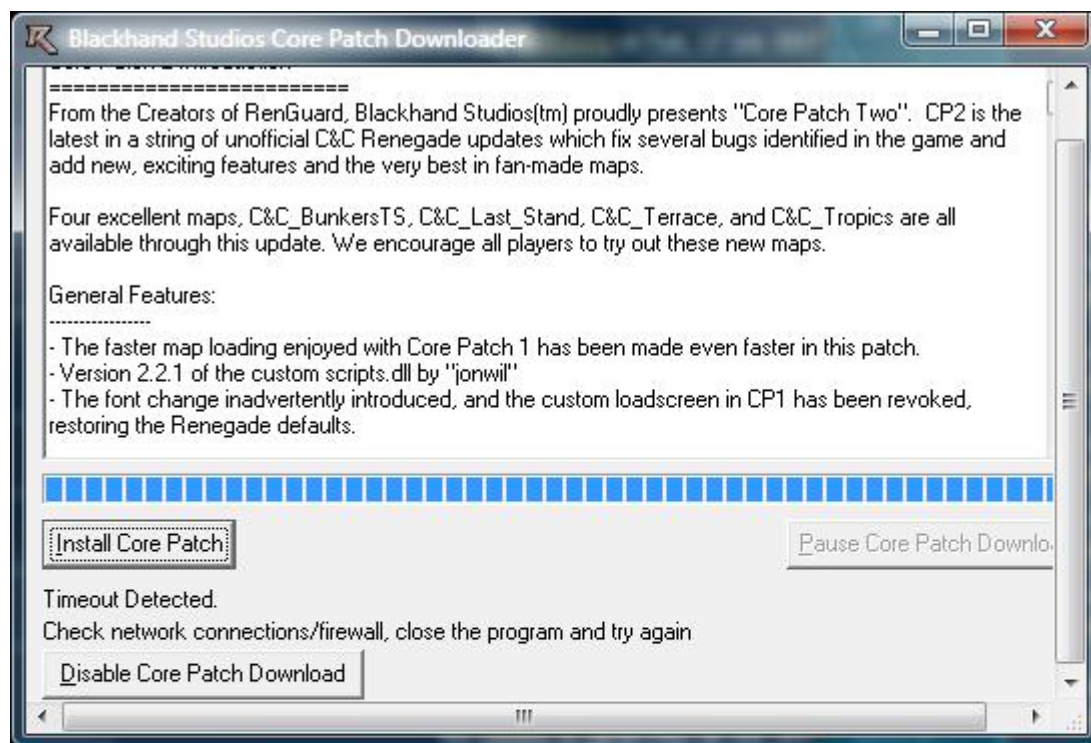 Blackhand Studios Core Patch Downloader
===========================
From the Creators of RenGuard, Blackhand Studios(tm) proudly presents "Core Patch Two".  CP2 is the
latest in a string of unofficial C&C Renegade updates which fix several bugs identified in the game and
add new, exciting features and the very best in fan-made maps.
Four excellent maps, C&C_BunkersTS, C&C_Last_Stand, C&C_Terrace, and C&C_Tropics are all
available through this update. We encourage all players to try out these new maps.
General Features:
----------------
- The faster map loading enjoyed with Core Patch 1 has been made even faster in this patch.
- Version 2.2.1 of the custom scripts.dll by "jonwil"
- The font change inadvertently introduced, and the custom loadscreen in CP1 has been revoked,
restoring the Renegade defaults.
Install Core Patch
Pause Core Patch Downlo
Timeout Detected.
Check network connections/firewall, close the program and try again
Disable Core Patch Download